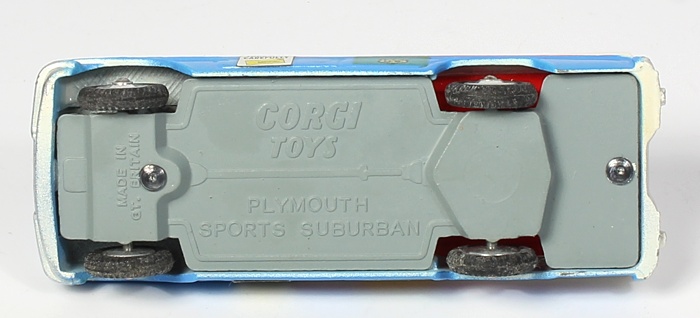 CORGI
TOYS
PLYMOUTH
SPORTS SUBURBAN
MADE IN
GT. BRITAIN